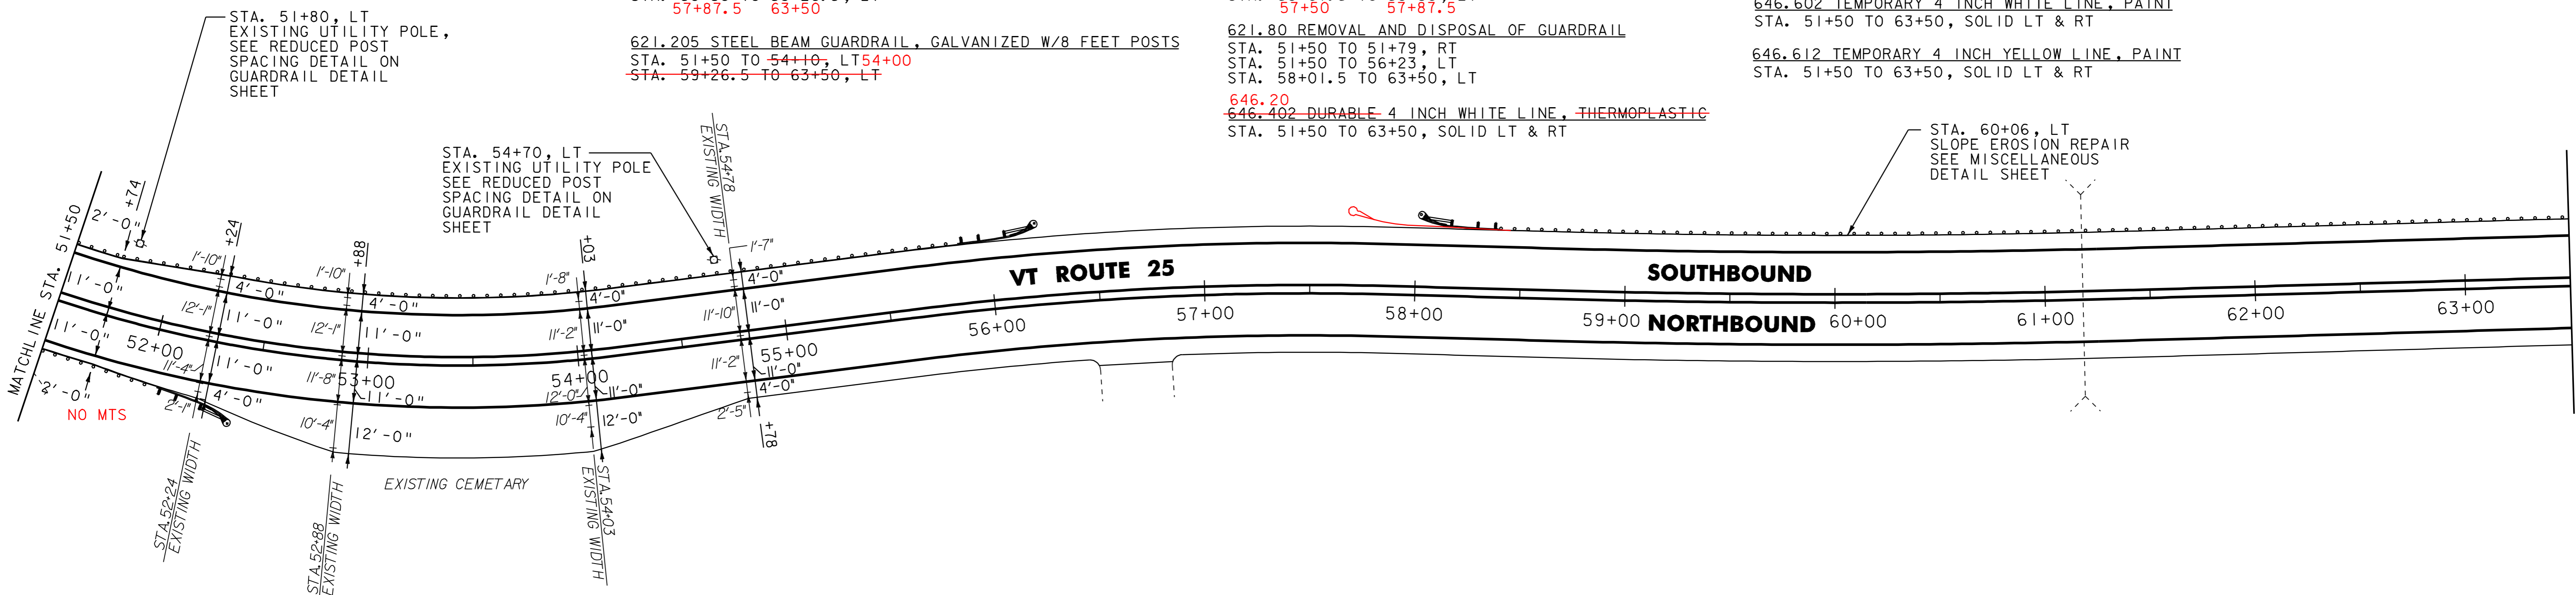 STA. 51+80, LT
EXISTING UTILITY POLE,
SEE REDUCED POST
SPACING DETAIL ON
GUARDRAIL DETAIL
SHEET
57+87.5 63+50
621.205 STEEL BEAM GUARDRAIL, GALVANIZED W/8 FEET POSTS
STA. 51+50 TO 54+10, LT 54+00
STA. 59+26.5 TO 63+50, LT
57+50 57+87.5
621.80 REMOVAL AND DISPOSAL OF GUARDRAIL
STA. 51+50 TO 51+79, RT
STA. 51+50 TO 56+23, LT
STA. 58+01.5 TO 63+50, LT
646.20
646.402 DURABLE 4 INCH WHITE LINE, THERMOPLASTIC
STA. 51+50 TO 63+50, SOLID LT & RT
646.602 TEMPORARY 4 INCH WHITE LINE, PAINT
STA. 51+50 TO 63+50, SOLID LT & RT
646.612 TEMPORARY 4 INCH YELLOW LINE, PAINT
STA. 51+50 TO 63+50, SOLID LT & RT
STA. 54+70, LT
EXISTING UTILITY POLE
SEE REDUCED POST
SPACING DETAIL ON
GUARDRAIL DETAIL
SHEET
STA. 60+06, LT
SLOPE EROSION REPAIR
SEE MISCELLANEOUS
DETAIL SHEET
STA.54+78
EXISTING WIDTH
MATCHLINE STA. 51+50
2'-0"
+74
+24
+88
+03
1'-10"
1'-10"
1'-8"
1'-7"
4'-0"
4'-0"
4'-0"
4'-0"
11'-0"
12'-1"
11'-0"
12'-1"
11'-0"
11'-2"
11'-0"
11'-10"
11'-0"
VT ROUTE 25
SOUTHBOUND
NORTHBOUND
52+00
53+00
54+00
55+00
56+00
57+00
58+00
59+00
60+00
61+00
62+00
63+00
11'-0"
11'-4"
11'-0"
11'-8"
11'-0"
12'-0"
11'-0"
11'-2"
11'-0"
2'-0"
NO MTS
2'-1"
4'-0"
10'-4"
12'-0"
10'-4"
12'-0"
2'-5"
4'-0"
+78
EXISTING CEMETARY
STA.52+24
EXISTING WIDTH
STA.52+88
EXISTING WIDTH
STA.54+03
EXISTING WIDTH